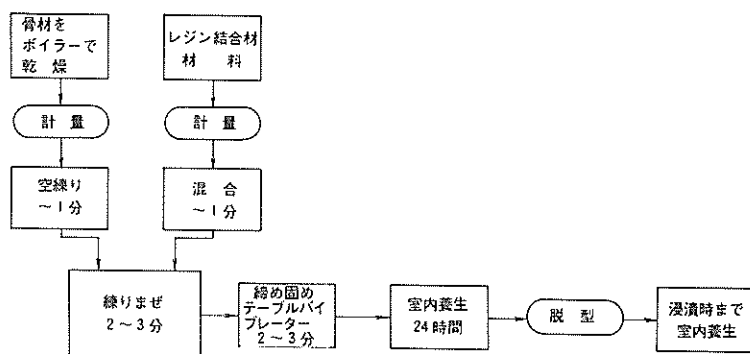 骨材を
ボイラーで
乾燥
レジン結合材
材料
計量
計量
空練り
～1分
混合
～1分
練りまぜ
2～3分
締め固め
テーブルバイ
ブレーター
2～3分
室内養生
24時間
脱型
浸漬時まで
室内養生